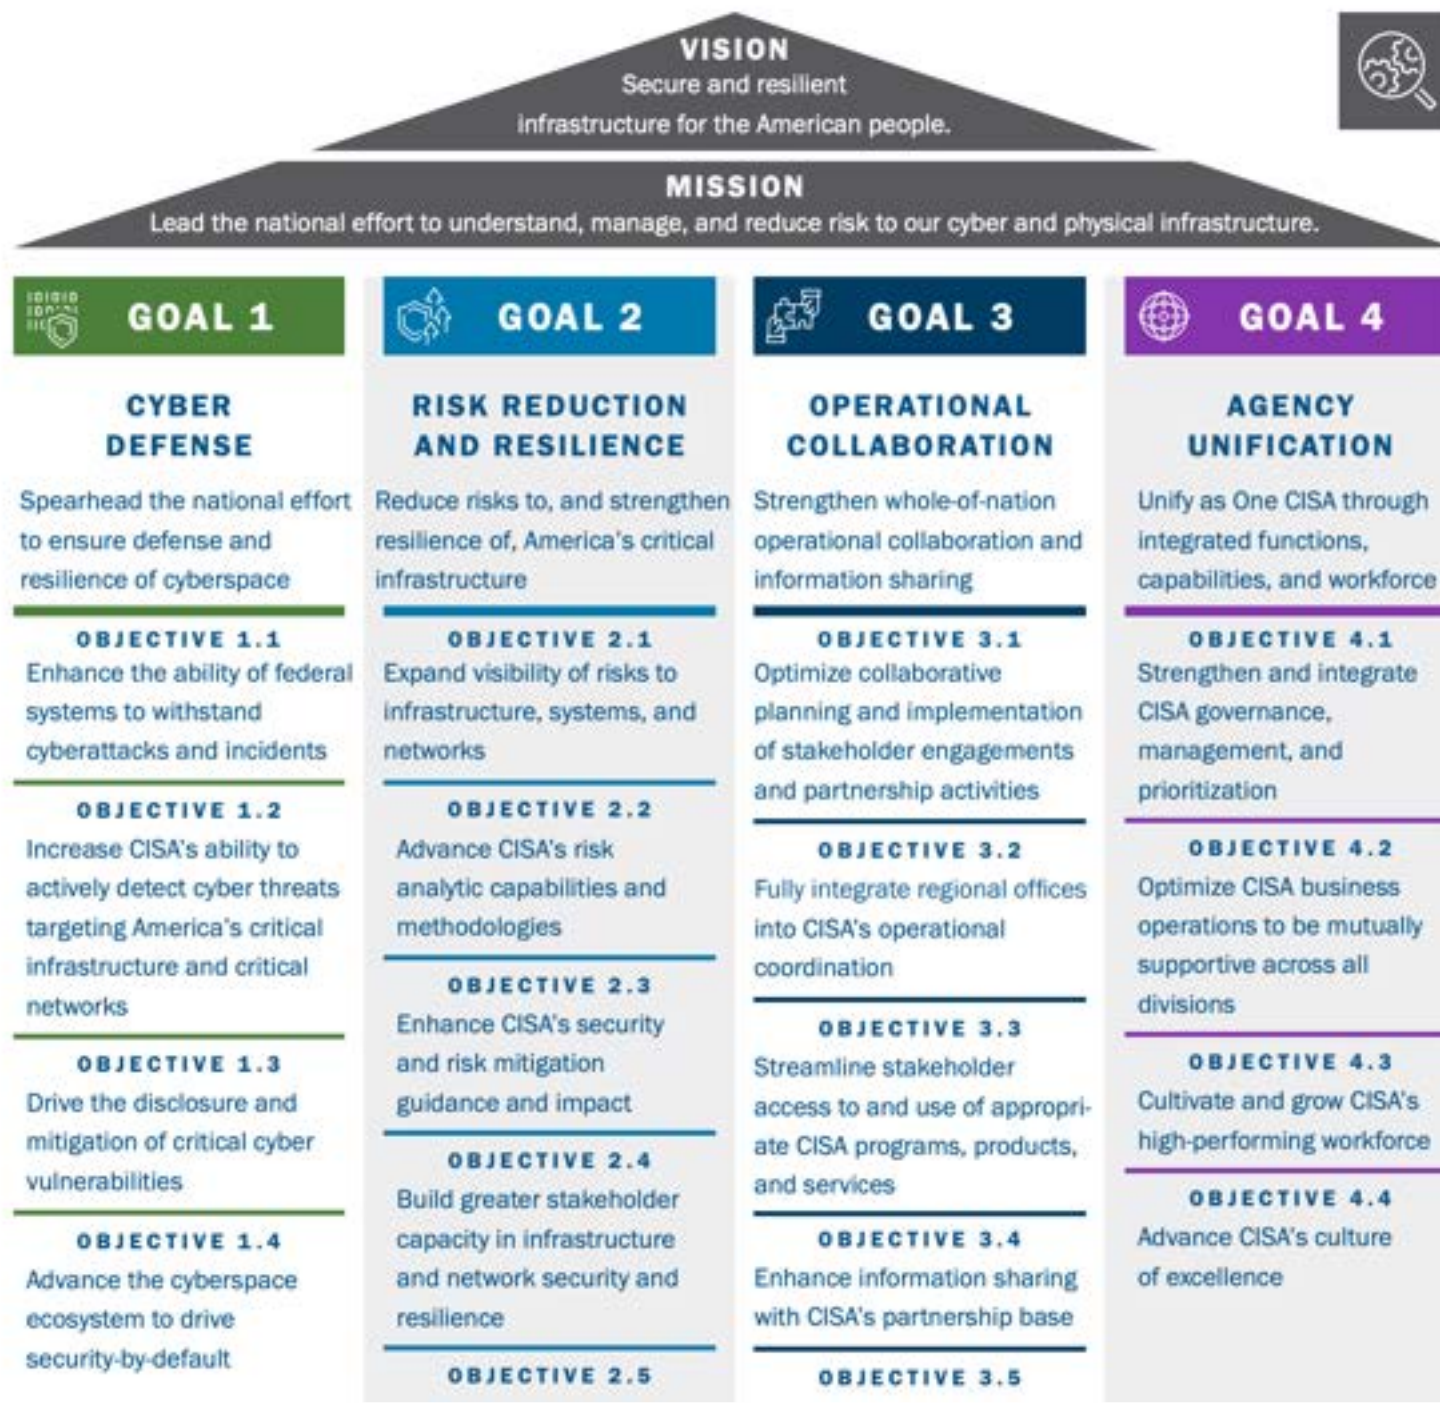 VISION
Secure and resilient
infrastructure for the American people.
MISSION
Lead the national effort to understand, manage, and reduce risk to our cyber and physical infrastructure.
GOAL 1
CYBER
DEFENSE
Spearhead the national effort
to ensure defense and
resilience of cyberspace
OBJECTIVE 1.1
Enhance the ability of federal
systems to withstand
cyberattacks and incidents
OBJECTIVE 1.2
Increase CISA's ability to
actively detect cyber threats
targeting America's critical
infrastructure and critical
networks
OBJECTIVE 1.3
Drive the disclosure and
mitigation of critical cyber
vulnerabilities
OBJECTIVE 1.4
Advance the cyberspace
ecosystem to drive
security-by-default
GOAL 2
RISK REDUCTION
AND RESILIENCE
Reduce risks to, and strengthen
resilience of, America's critical
infrastructure
OBJECTIVE 2.1
Expand visibility of risks to
infrastructure, systems, and
networks
OBJECTIVE 2.2
Advance CISA's risk
analytic capabilities and
methodologies
OBJECTIVE 2.3
Enhance CISA's security
and risk mitigation
guidance and impact
OBJECTIVE 2.4
Build greater stakeholder
capacity in infrastructure
and network security and
resilience
OBJECTIVE 2.5
GOAL 3
OPERATIONAL
COLLABORATION
Strengthen whole-of-nation
operational collaboration and
information sharing
OBJECTIVE 3.1
Optimize collaborative
planning and implementation
of stakeholder engagements
and partnership activities
OBJECTIVE 3.2
Fully integrate regional offices
into CISA's operational
coordination
OBJECTIVE 3.3
Streamline stakeholder
access to and use of appropri-
ate CISA programs, products,
and services
OBJECTIVE 3.4
Enhance information sharing
with CISA's partnership base
OBJECTIVE 3.5
GOAL 4
AGENCY
UNIFICATION
Unify as One CISA through
integrated functions,
capabilities, and workforce
OBJECTIVE 4.1
Strengthen and integrate
CISA governance,
management, and
prioritization
OBJECTIVE 4.2
Optimize CISA business
operations to be mutually
supportive across all
divisions
OBJECTIVE 4.3
Cultivate and grow CISA's
high-performing workforce
OBJECTIVE 4.4
Advance CISA's culture
of excellence